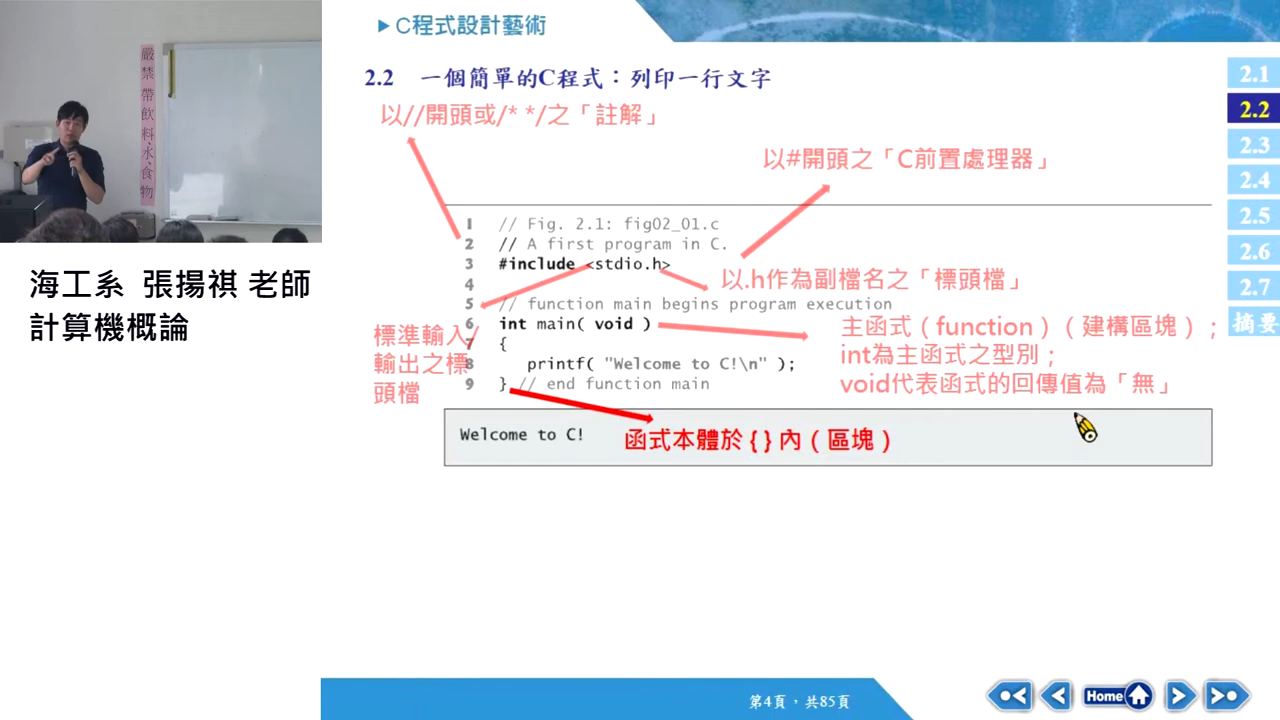 嚴禁帶飲料、水、食物
海工系 張揚祺 老師
計算機概論
C程式設計藝術
2.2 一個簡單的C程式：列印一行文字
以//開頭或/* */之「註解」
以#開頭之「C前置處理器」
1 // Fig. 2.1: fig02_01.c
2 // A first program in C.
3 #include <stdio.h>
以.h作為副檔名之「標頭檔」
4
5 // function main begins program execution
6 int main( void )
7 {
8 printf( "Welcome to C!\n" );
9 } // end function main
標準輸入/
輸出之標
頭檔
主函式（function）（建構區塊）；
int為主函式之型別；
void代表函式的回傳值為「無」
Welcome to C!
函式本體於 { } 內（區塊）
2.1
2.2
2.3
2.4
2.5
2.6
2.7
摘要
第4頁，共85頁
Home